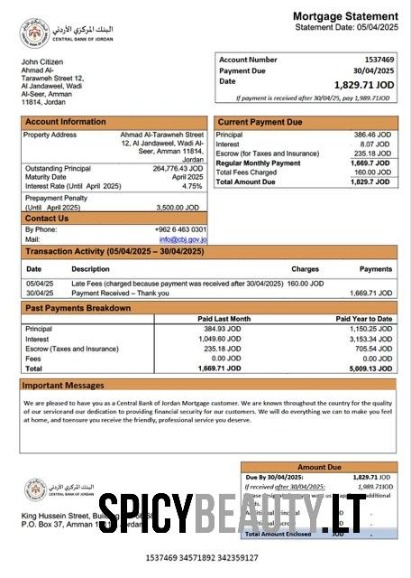 البنك المركزي الأردني
CENTRAL BANK OF JORDAN
Mortgage Statement
Statement Date: 05/04/2025
John Citizen
Ahmad Al-
Tarawneh Street 12,
Al Jandaweel, Wadi
Al-Seer, Amman
11814, Jordan
Account Number 1537469
Payment Due 30/04/2025
Date
1,829.71 JOD
If payment is received after 30/04/25, pay 1,989.71JOD
Account Information
Property Address Ahmad Al-Tarawneh Street
12, Al Jandaweel, Wadi Al-
Seer, Amman 11814,
Jordan
Outstanding Principal 264,776.43 JOD
Maturity Date April 2025
Interest Rate (Until April 2025) 4.75%
Prepayment Penalty
(Until April 2025) 3,500.00 JOD
Contact Us
By Phone: +962 6 463 0301
Mail: info@cbj.gov.jo
Current Payment Due
Principal 386.46 JOD
Interest 8.07 JOD
Escrow (for Taxes and Insurance) 235.18 JOD
Regular Monthly Payment 1,669.7 JOD
Total Fees Charged 160.00 JOD
Total Amount Due 1,829.7 JOD
Transaction Activity (05/04/2025 – 30/04/2025)
Date Description Charges Payments
05/04/25 Late Fees (charged because payment was received after 30/04/2025) 160.00 JOD
30/04/25 Payment Received – Thank you 1,669.71 JOD
Past Payments Breakdown
Paid Last Month Paid Year to Date
Principal 384.93 JOD 1,150.25 JOD
Interest 1,049.60 JOD 3,153.34 JOD
Escrow (Taxes and Insurance) 235.18 JOD 705.54 JOD
Fees 0.00 JOD 0.00 JOD
Total 1,669.71 JOD 5,009.13 JOD
Important Messages
We are pleased to have you as a Central Bank of Jordan Mortgage customer. We are knows throughout the country for the quality
of our serviceand our dedication to providing financial security for our customers. We will do everything we can to make you feel
at home, and toensure you receive the friendly, professional service you deserve.
البنك المركزي الأردني
CENTRAL BANK OF JORDAN
King Hussein Street, Building
P.O. Box 37, Amman Jordan
Amount Due
Due By 30/04/2025: 1,829.71 JOD
If received after 30/04/2025: 1,989.71JOD
Total Amount Enclosed
SPICYBEAUTY.LT
1537469 34571892 342359127